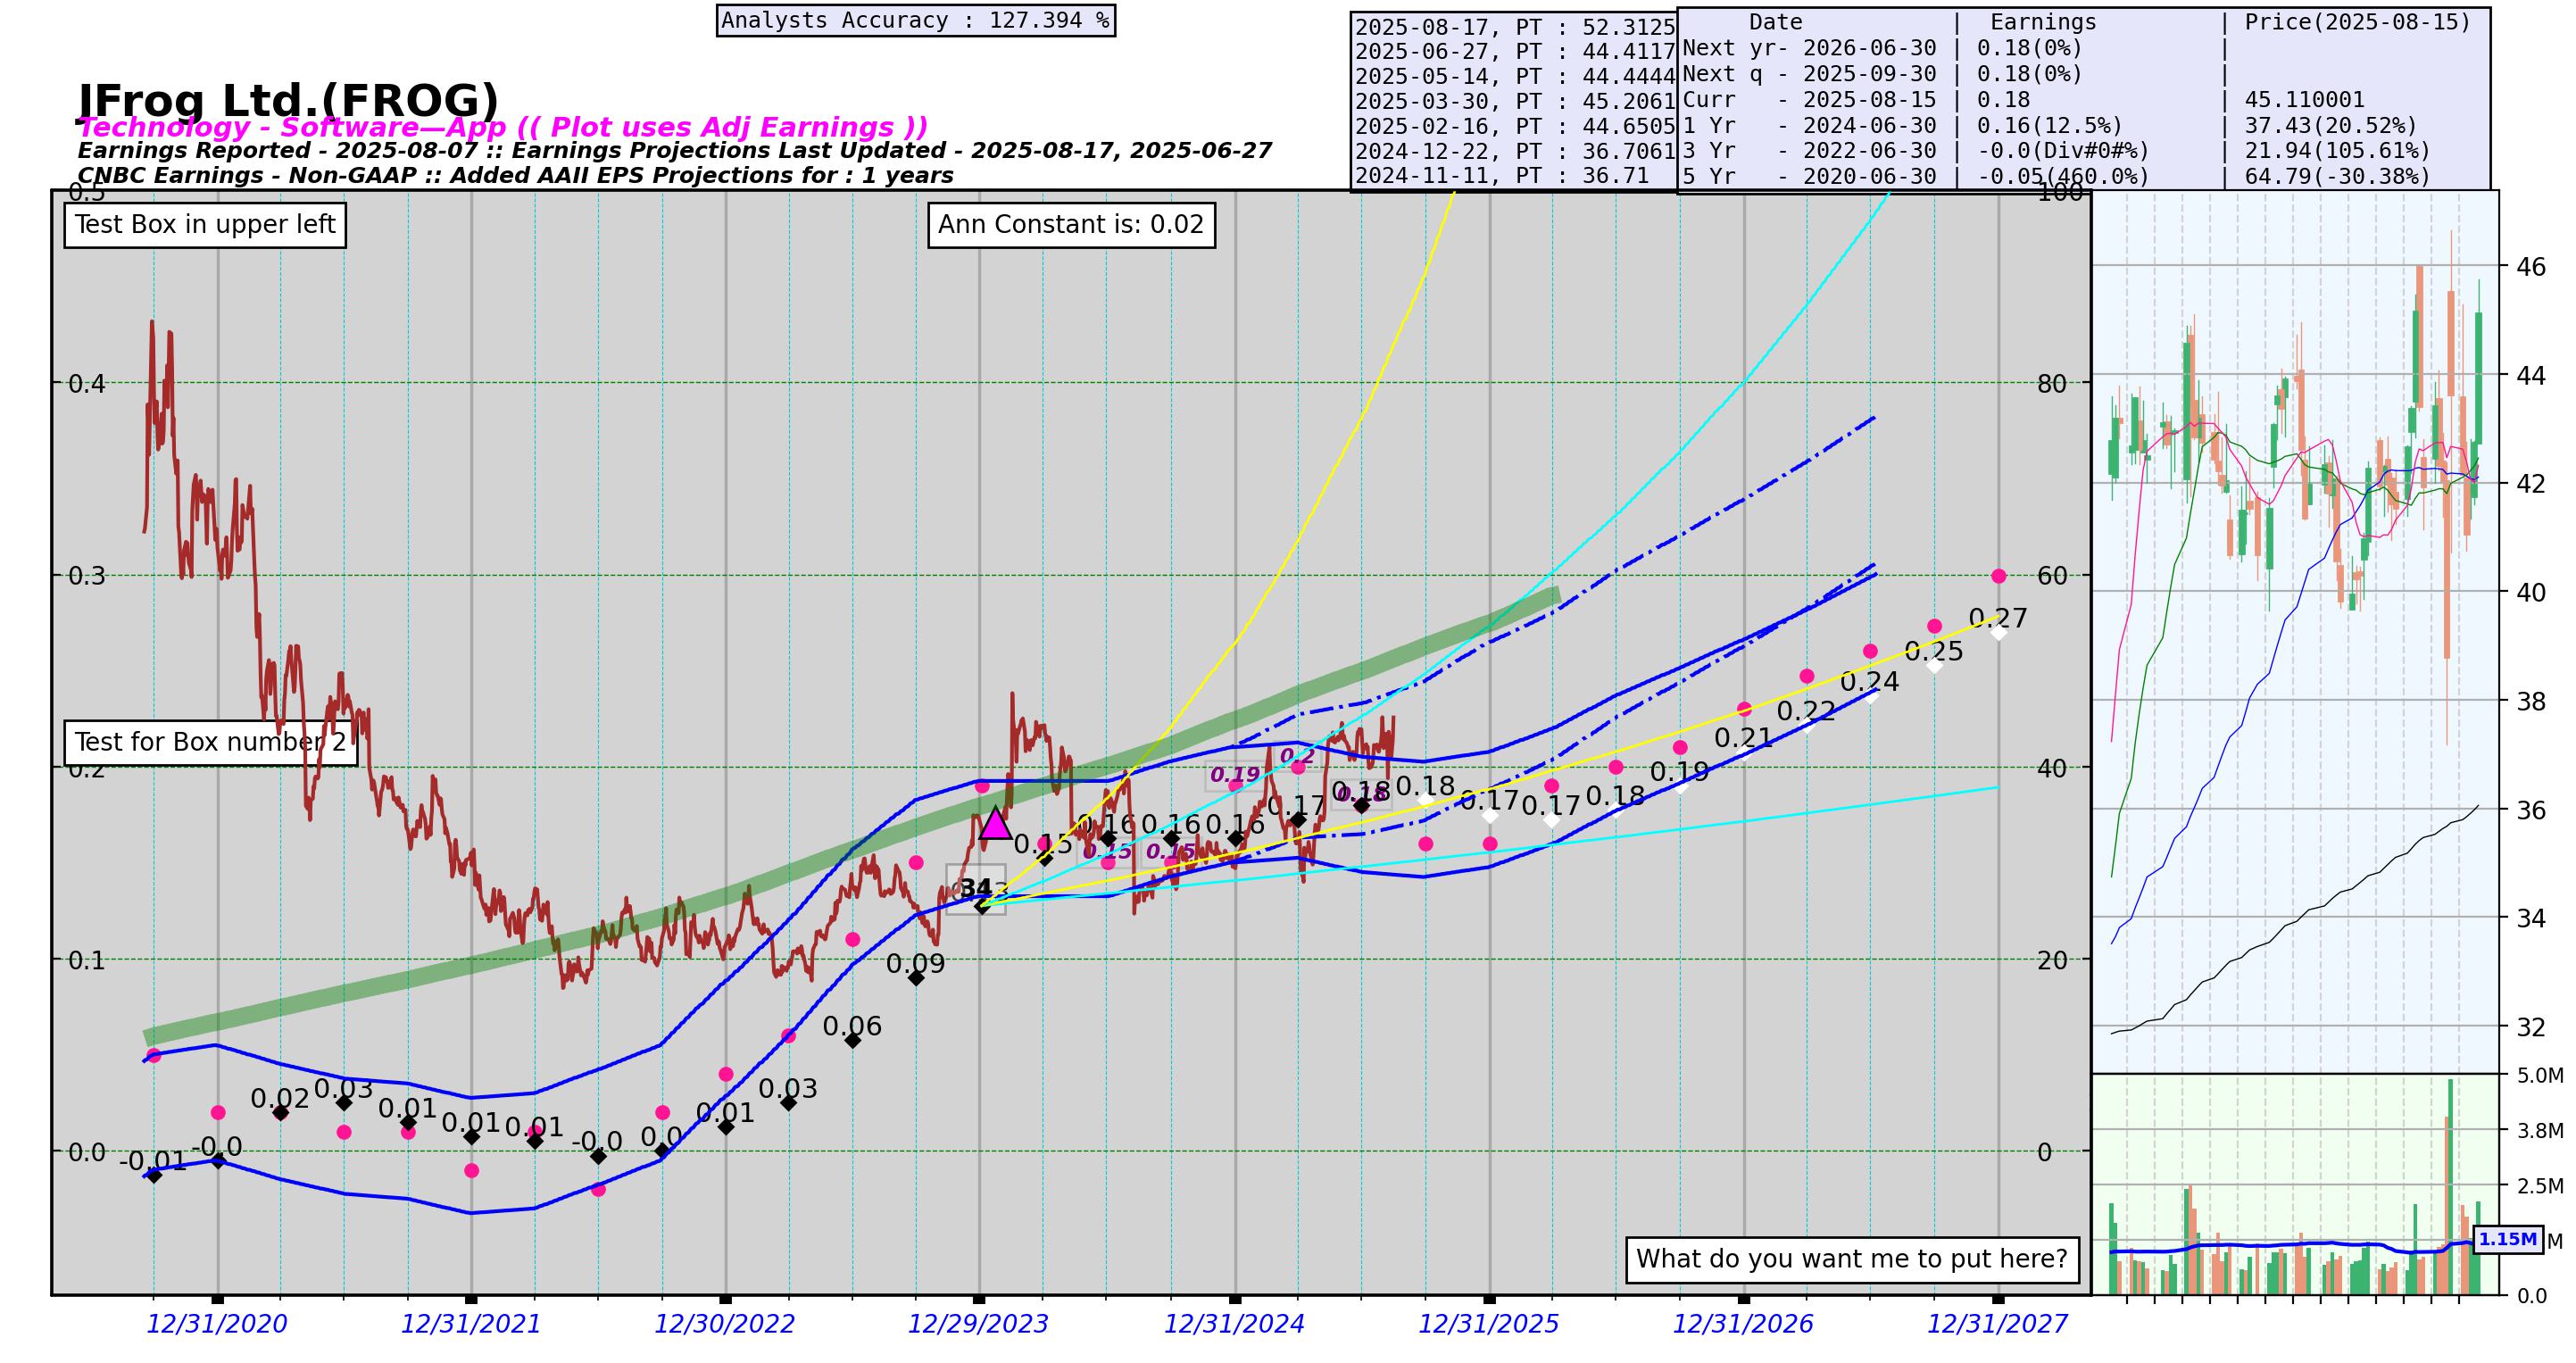 Analysts Accuracy : 127.394 %
2025-08-17, PT : 52.3125
2025-06-27, PT : 44.4117
2025-05-14, PT : 44.4444
2025-03-30, PT : 45.2061
2025-02-16, PT : 44.6505
2024-12-22, PT : 36.7061
2024-11-11, PT : 36.71
Date | Earnings | Price(2025-08-15)
Next yr- 2026-06-30 | 0.18(0%) |
Next q - 2025-09-30 | 0.18(0%) |
Curr - 2025-08-15 | 0.18 | 45.110001
1 Yr - 2024-06-30 | 0.16(12.5%) | 37.43(20.52%)
3 Yr - 2022-06-30 | -0.0(Div#0#%) | 21.94(105.61%)
5 Yr - 2020-06-30 | -0.05(460.0%) | 64.79(-30.38%)
JFrog Ltd.(FROG)
Technology - Software—App (( Plot uses Adj Earnings ))
Earnings Reported - 2025-08-07 :: Earnings Projections Last Updated - 2025-08-17, 2025-06-27
CNBC Earnings - Non-GAAP :: Added AAII EPS Projections for : 1 years
Test Box in upper left
Ann Constant is: 0.02
Test for Box number 2
What do you want me to put here?
0.5
0.4
0.3
0.2
0.1
0.0
100
80
60
40
20
0
-0.01
-0.0
0.02
0.03
0.01
0.01
0.01
-0.0
0.0
0.01
0.03
0.06
0.09
34
0.15
0.16
0.16
0.16
0.17
0.18
0.18
0.17
0.17
0.18
0.19
0.21
0.22
0.24
0.25
0.27
0.15
0.15
0.19
0.2
0.18
46
44
42
40
38
36
34
32
5.0M
3.8M
2.5M
1.15M
M
0.0
12/31/2020
12/31/2021
12/30/2022
12/29/2023
12/31/2024
12/31/2025
12/31/2026
12/31/2027